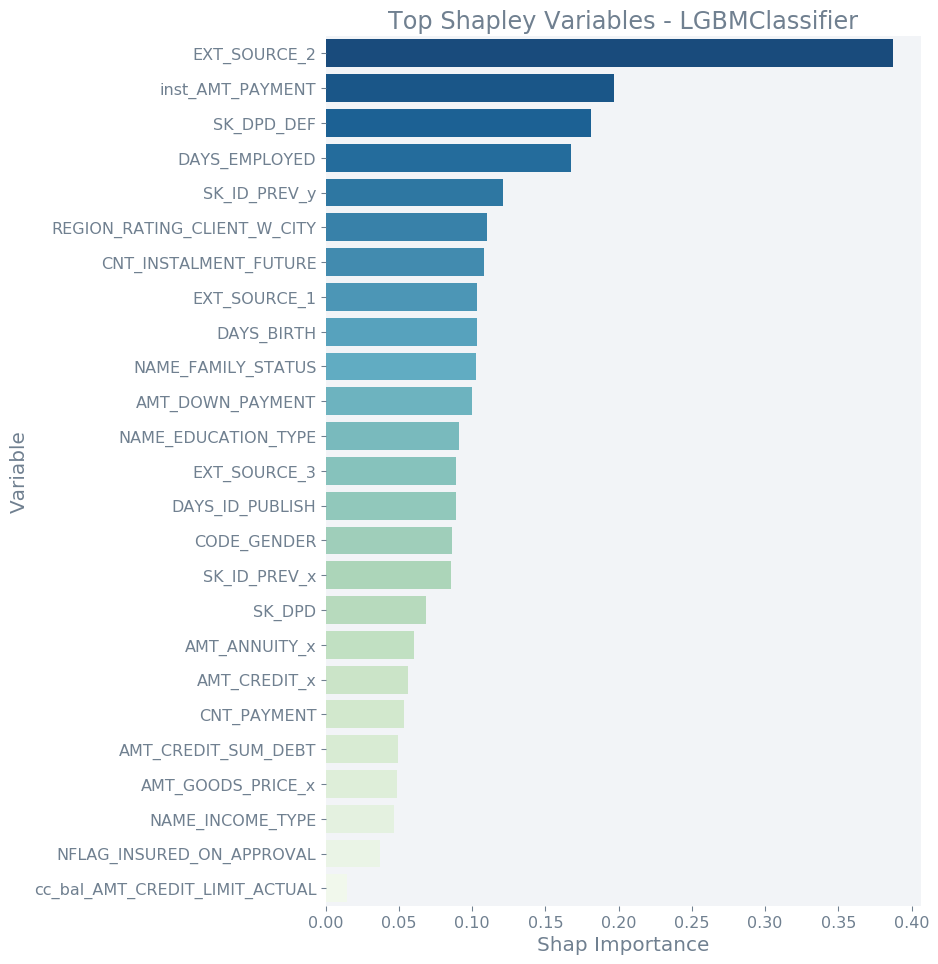 Top Shapley Variables - LGBMClassifier
EXT_SOURCE_2
inst_AMT_PAYMENT
SK_DPD_DEF
DAYS_EMPLOYED
SK_ID_PREV_y
REGION_RATING_CLIENT_W_CITY
CNT_INSTALMENT_FUTURE
EXT_SOURCE_1
DAYS_BIRTH
NAME_FAMILY_STATUS
AMT_DOWN_PAYMENT
NAME_EDUCATION_TYPE
EXT_SOURCE_3
DAYS_ID_PUBLISH
CODE_GENDER
SK_ID_PREV_x
SK_DPD
AMT_ANNUITY_x
AMT_CREDIT_x
CNT_PAYMENT
AMT_CREDIT_SUM_DEBT
AMT_GOODS_PRICE_x
NAME_INCOME_TYPE
NFLAG_INSURED_ON_APPROVAL
cc_bal_AMT_CREDIT_LIMIT_ACTUAL
Variable
0.00 0.05 0.10 0.15 0.20 0.25 0.30 0.35 0.40
Shap Importance